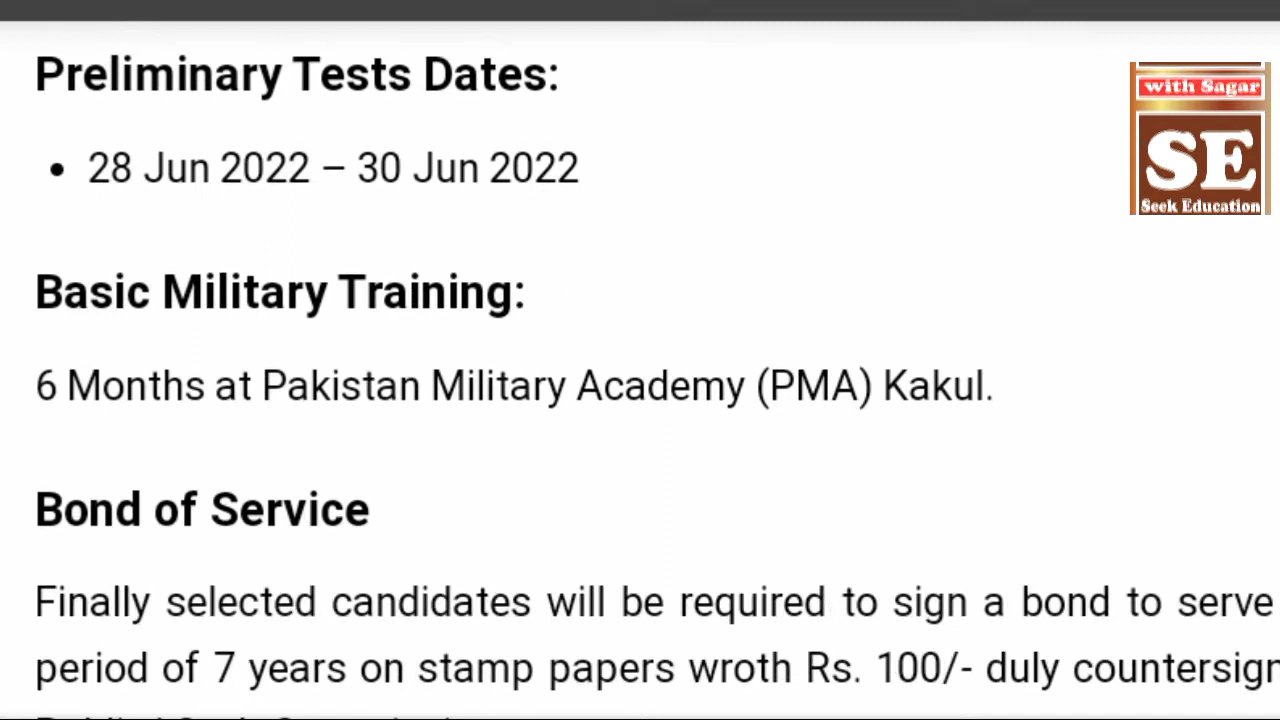 Preliminary Tests Dates:
with Sagar
• 28 Jun 2022 – 30 Jun 2022
SE
Seek Education
Basic Military Training:
6 Months at Pakistan Military Academy (PMA) Kakul.
Bond of Service
Finally selected candidates will be required to sign a bond to serve
period of 7 years on stamp papers wroth Rs. 100/- duly countersign